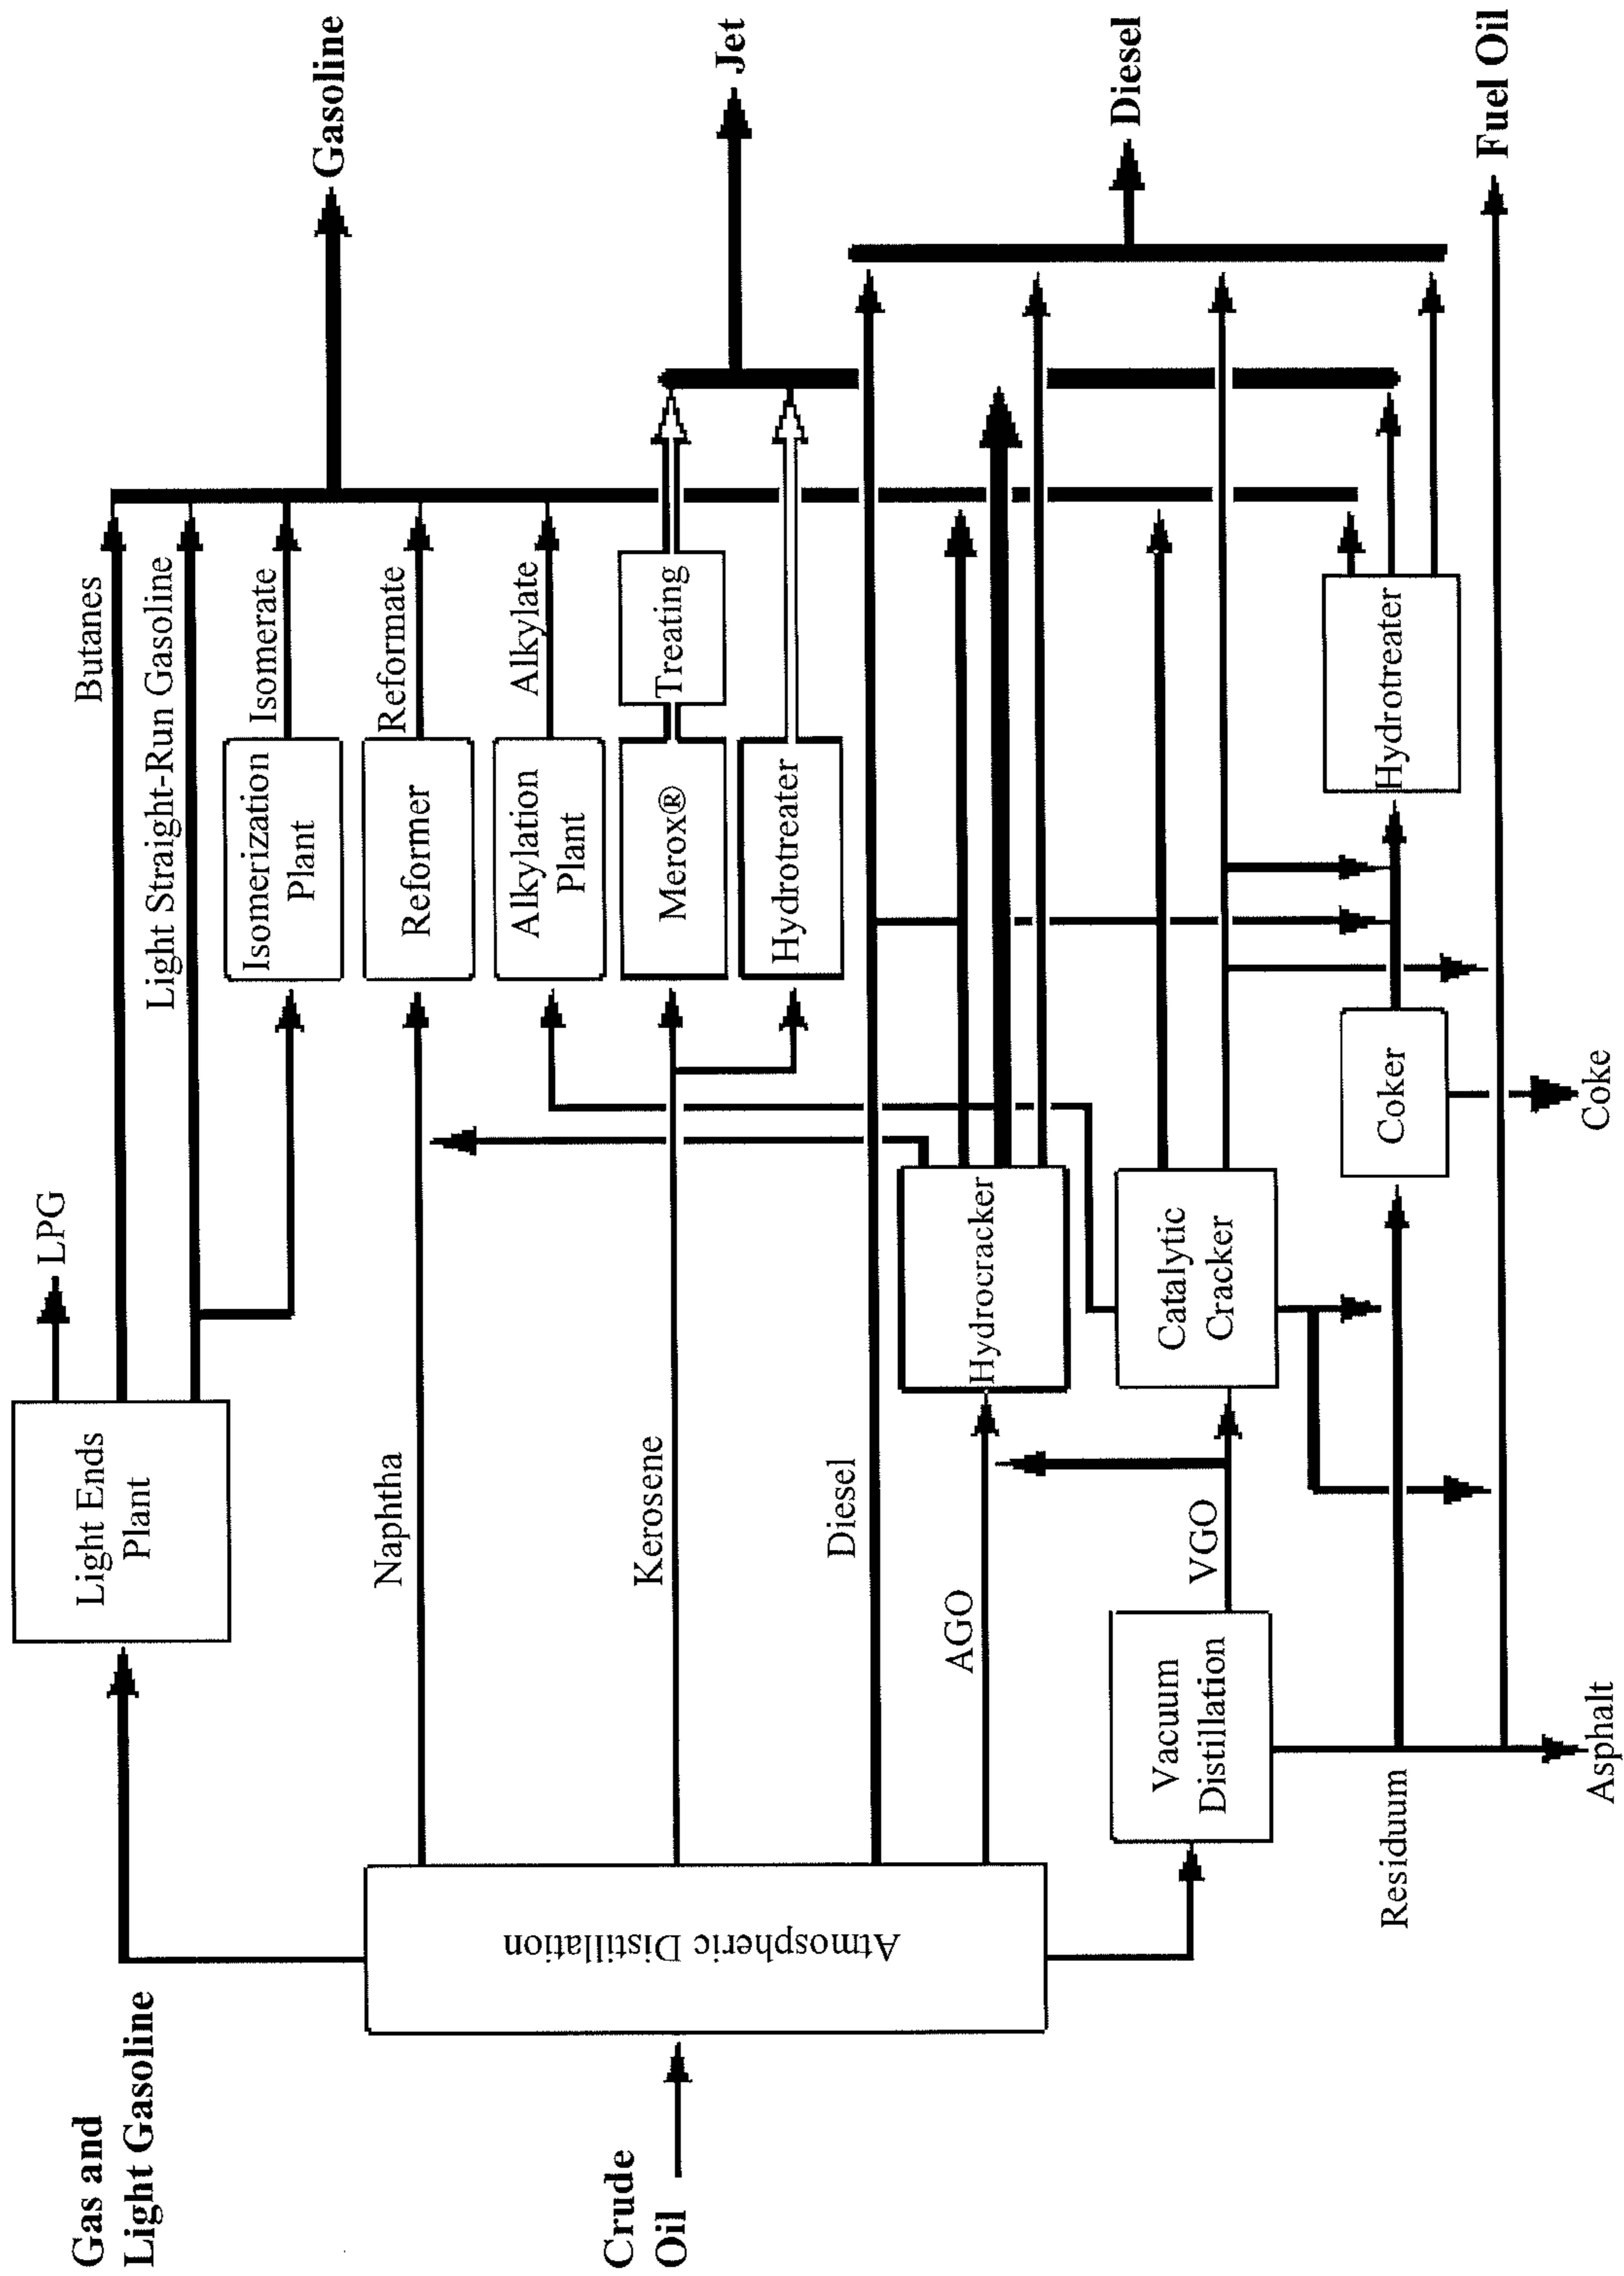 Gas and
Light Gasoline
Crude
Oil
Atmospheric Distillation
Light Ends
Plant
LPG
Butanes
Light Straight-Run Gasoline
Isomerization
Plant
Isomerate
Naphtha
Reformer
Reformate
Alkylation
Plant
Alkylate
Kerosene
Merox®
Treating
Hydrotreater
Diesel
AGO
Hydrocracker
Vacuum
Distillation
VGO
Catalytic
Cracker
Residuum
Coker
Hydrotreater
Coke
Asphalt
Gasoline
Jet
Diesel
Fuel Oil